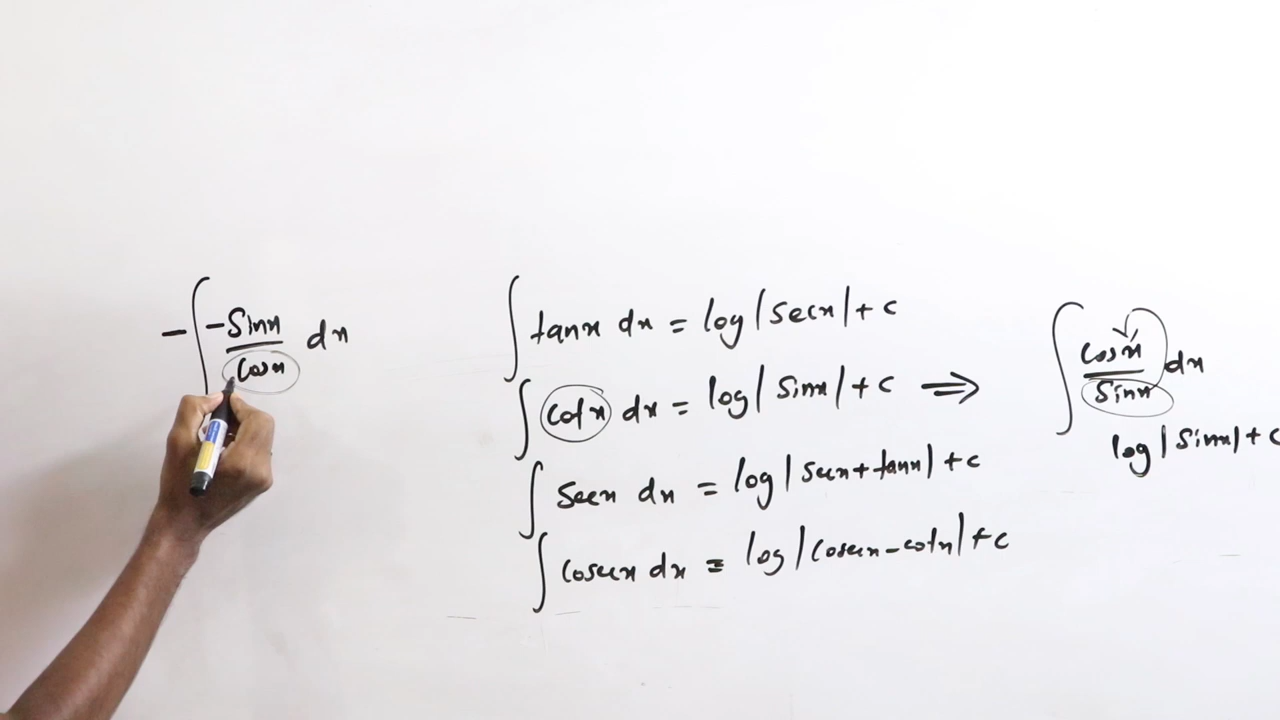 -∫ -sinx/cosx dx
∫ tanx dx = log|secx| + c
∫ cotx dx = log|sinx| + c ⇒
∫ secx dx = log|secx + tanx| + c
∫ cosecx dx = log|cosecx - cotx| + c
∫ cosx/sinx dx
log|sinx| + c